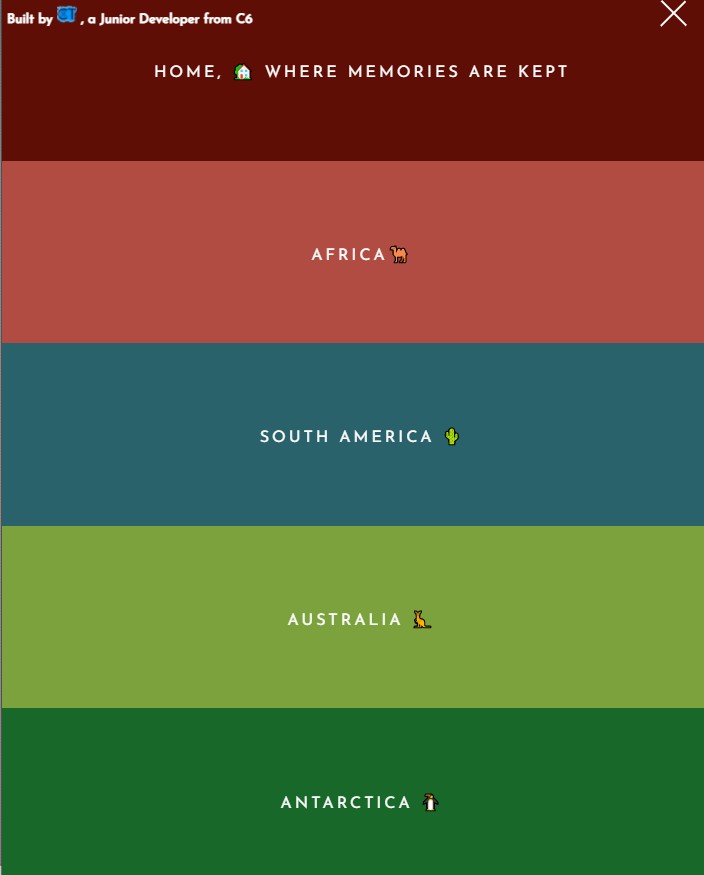 Built by , a Junior Developer from C6
HOME, WHERE MEMORIES ARE KEPT
AFRICA
SOUTH AMERICA
AUSTRALIA
ANTARCTICA